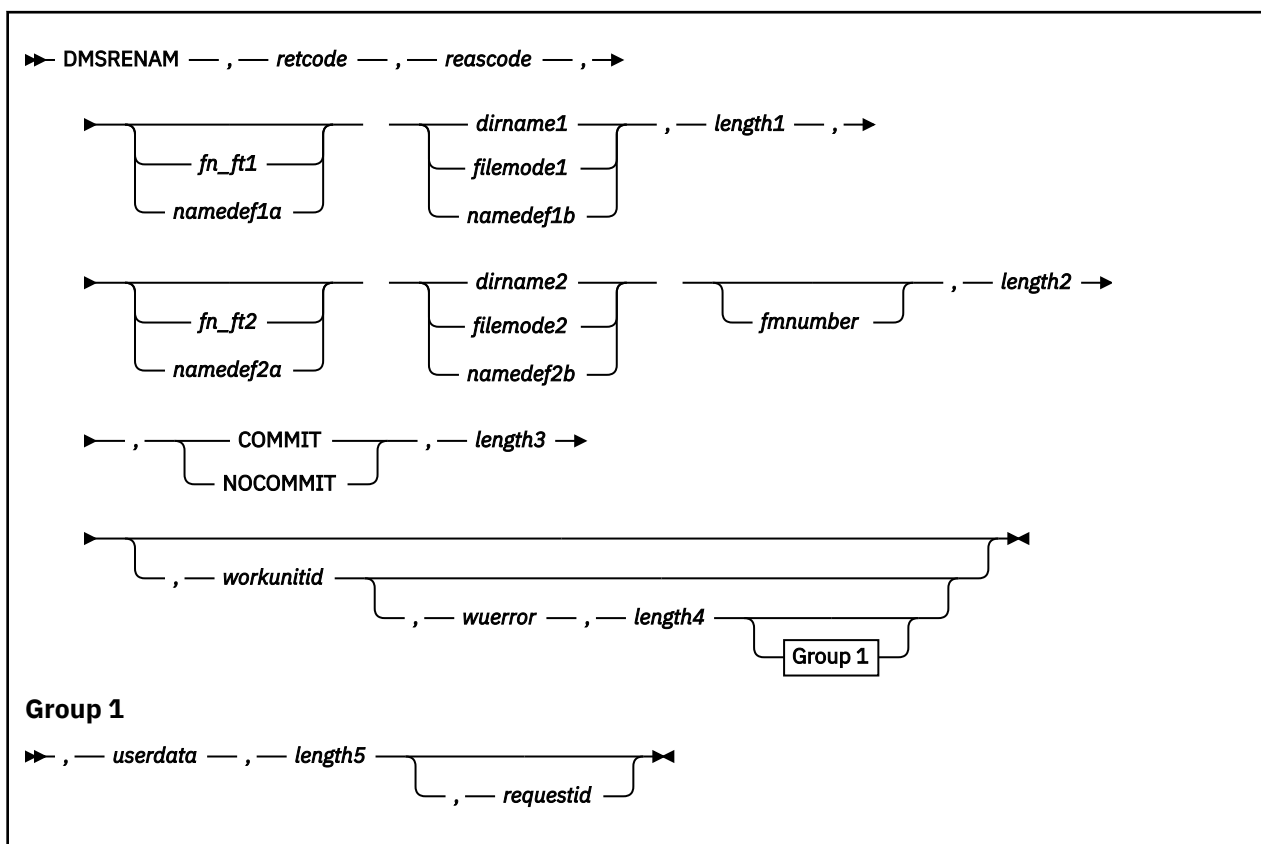 DMSRENAM , retcode , reascode ,
dirname1 , length1 ,
fn_ft1 filemode1
namedef1a namedef1b
dirname2 , length2
fn_ft2 filemode2 fmnumber
namedef2a namedef2b
, COMMIT , length3
NOCOMMIT
, workunitid
, wuerror , length4
Group 1
Group 1
, userdata , length5
, requestid